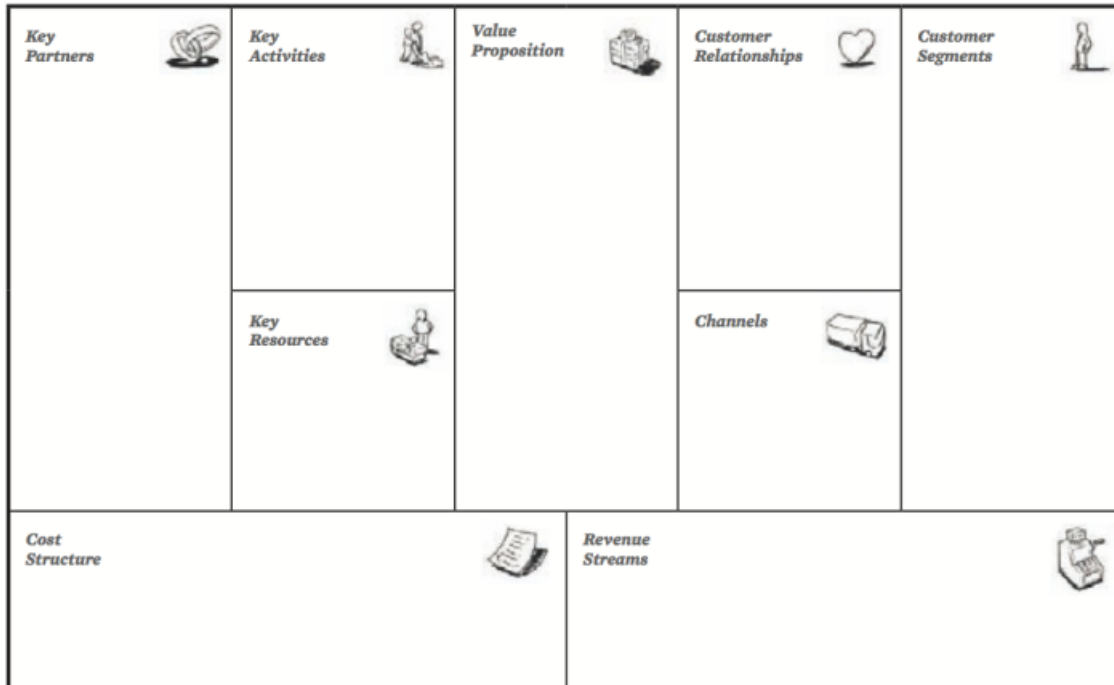 Key
Partners
Key
Activities
Value
Proposition
Customer
Relationships
Customer
Segments
Key
Resources
Channels
Cost
Structure
Revenue
Streams